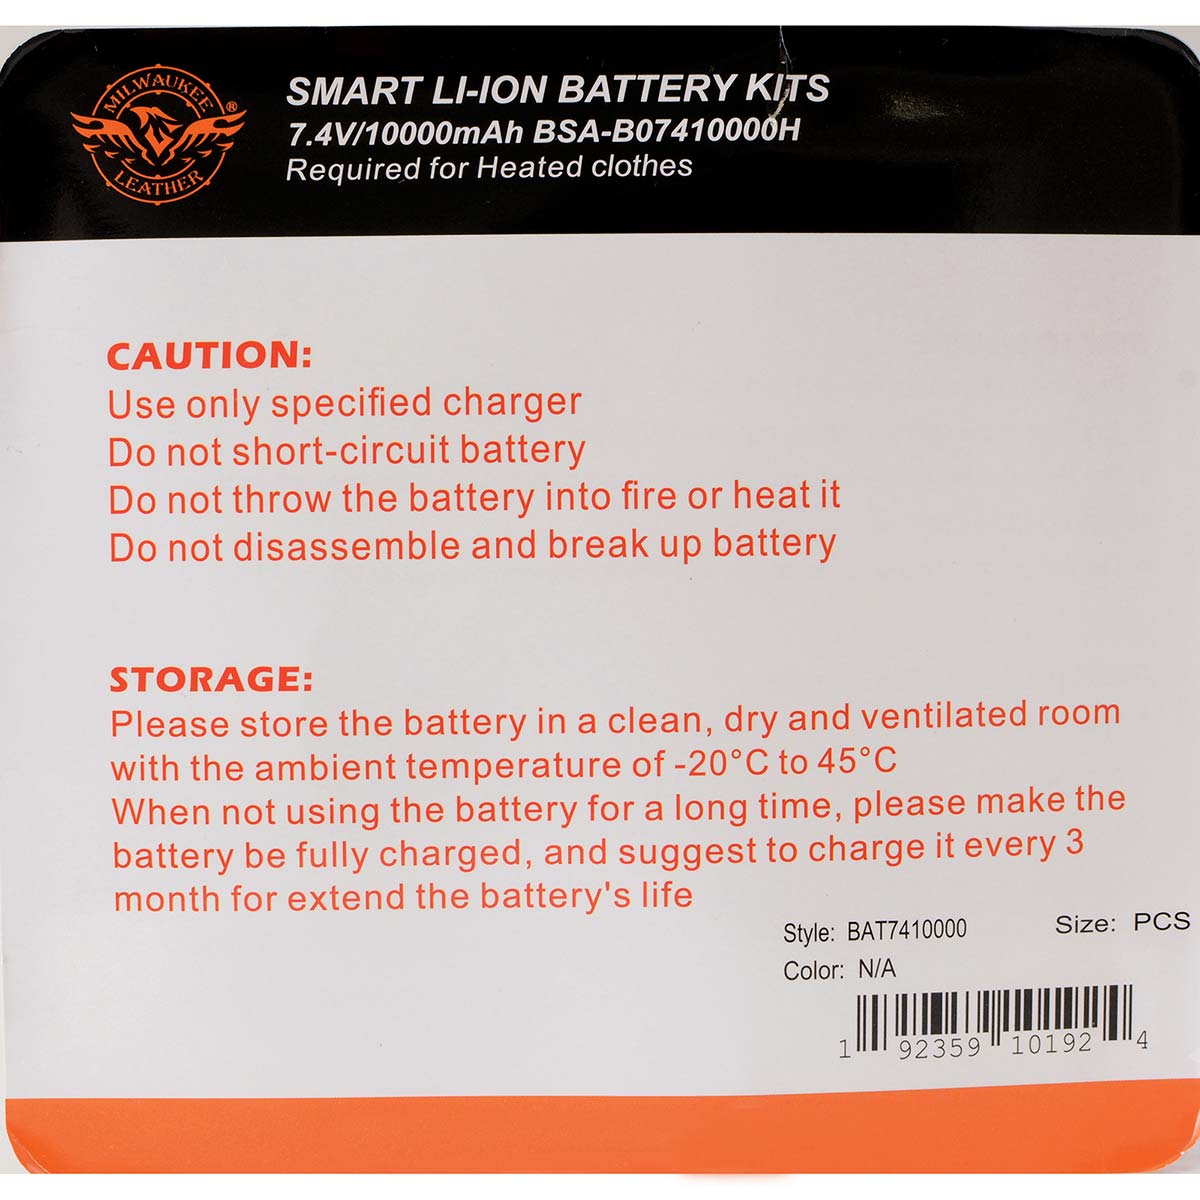 MILWAUKEE
LEATHER
®
SMART LI-ION BATTERY KITS
7.4V/10000mAh BSA-B07410000H
Required for Heated clothes
CAUTION:
Use only specified charger
Do not short-circuit battery
Do not throw the battery into fire or heat it
Do not disassemble and break up battery
STORAGE:
Please store the battery in a clean, dry and ventilated room
with the ambient temperature of -20°C to 45°C
When not using the battery for a long time, please make the
battery be fully charged, and suggest to charge it every 3
month for extend the battery's life
Style: BAT7410000 Size: PCS
Color: N/A
1 92359 10192 4